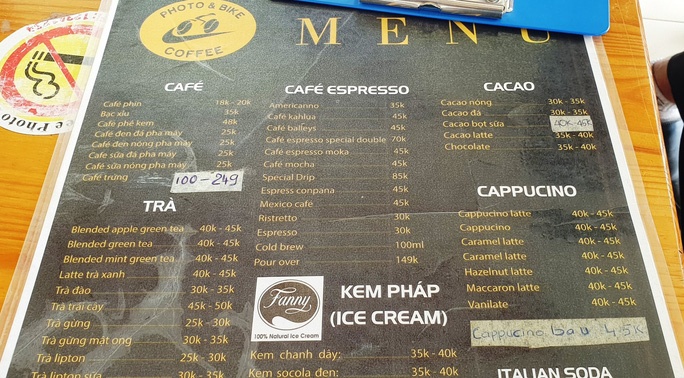 PHOTO & BIKE
COFFEE
MENU
CAFÉ
Café phin 18k - 20k
Bạc xíu 35k
Café phê kem 48k
Café đen đá pha máy 25k
Café đen nóng pha máy 25k
Cafe sữa đá pha máy 25k
Café sữa nóng pha máy 25k
Café trứng 100-249
TRÀ
Blended apple green tea 40k - 45k
Blended green tea 40k - 45k
Blended mint green tea 40k - 45k
Latte trà xanh 40k - 45k
Trà đào 30k - 35k
Trà trái cây 45k - 50k
Trà gừng 25k - 30k
Trà gừng mật ong 30k - 35k
Trà lipton 25k - 30k
Trà lipton sữa 30k - 35k
CAFÉ ESPRESSO
Americanno 35k
Café kahlua 45k
Café baileys 45k
Café espresso special double 70k
Café espresso moka 45k
Café mocha 45k
Special Drip 85k
Espress conpana 45k
Mexico café 45k
Ristretto 30k
Espresso 30k
Cold brew 100ml
Pour over 149k
Fanny
100% Natural Ice Cream
KEM PHÁP
(ICE CREAM)
Kem chanh dây: 35k - 40k
Kem socola đen: 35k - 40k
CACAO
Cacao nóng 30k - 35k
Cacao đá 30k - 35k
Cacao bọt sữa 40K-45K
Cacao latte 35k - 40k
Chocolate 35k - 40k
CAPPUCINO
Cappucino latte 40k - 45k
Cappucino 40k - 45k
Caramel latte 40k - 45k
Caramel latte 40k - 45k
Hazelnut latte 40k - 45k
Maccaron latte 40k - 45k
Vanilate 40k - 45k
Cappucino 45K
ITALIAN SODA